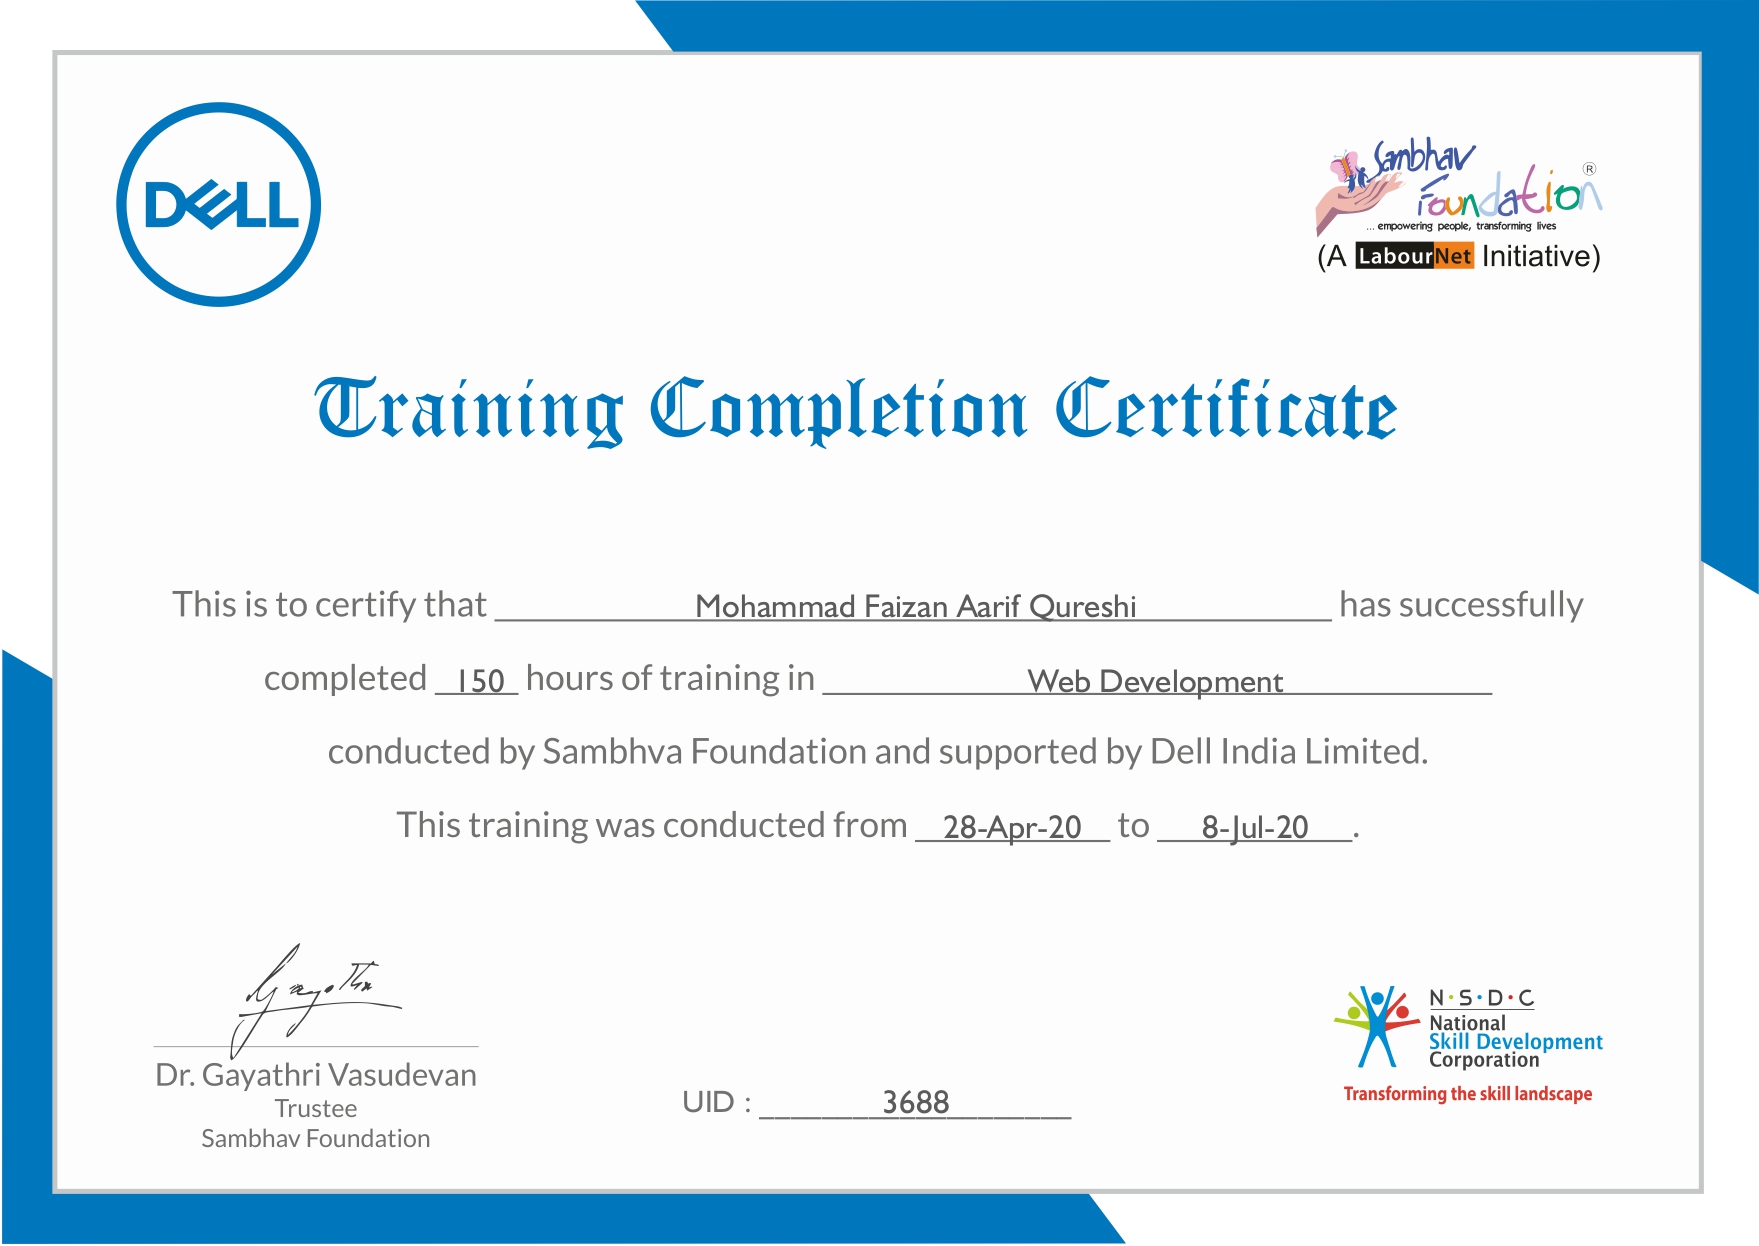 DELL
Sambhav
Foundation ®
... empowering people, transforming lives
(A LabourNet Initiative)
Training Completion Certificate
This is to certify that Mohammad Faizan Aarif Qureshi has successfully
completed 150 hours of training in Web Development
conducted by Sambhva Foundation and supported by Dell India Limited.
This training was conducted from 28-Apr-20 to 8-Jul-20.
Gayathri
Dr. Gayathri Vasudevan
Trustee
Sambhav Foundation
UID : 3688
N·S·D·C
National
Skill Development
Corporation
Transforming the skill landscape